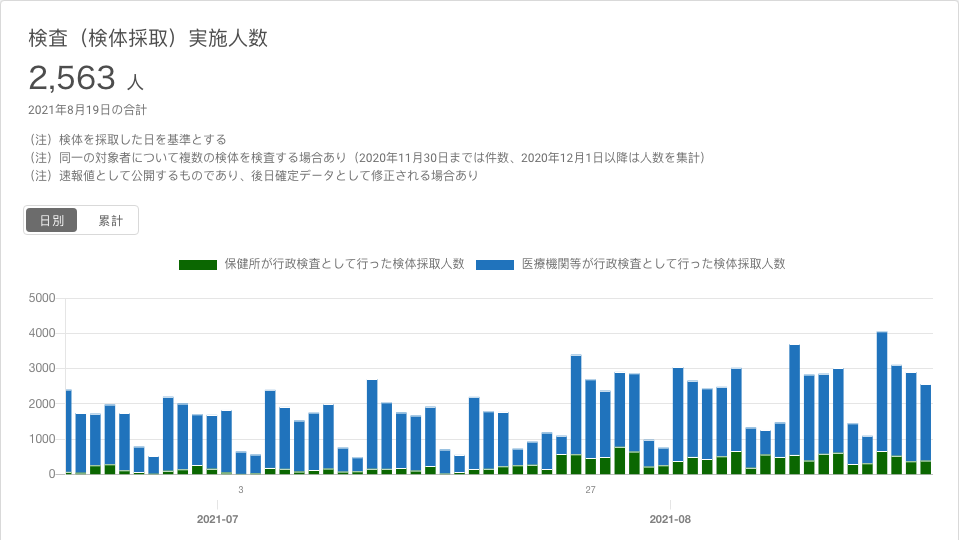 検査（検体採取）実施人数
2,563 人
2021年8月19日の合計
（注）検体を採取した日を基準とする
（注）同一の対象者について複数の検体を検査する場合あり（2020年11月30日までは件数、2020年12月1日以降は人数を集計）
（注）速報値として公開するものであり、後日確定データとして修正される場合あり
日別 累計
保健所が行政検査として行った検体採取人数 医療機関等が行政検査として行った検体採取人数
5000
4000
3000
2000
1000
0
3 27
2021-07 2021-08